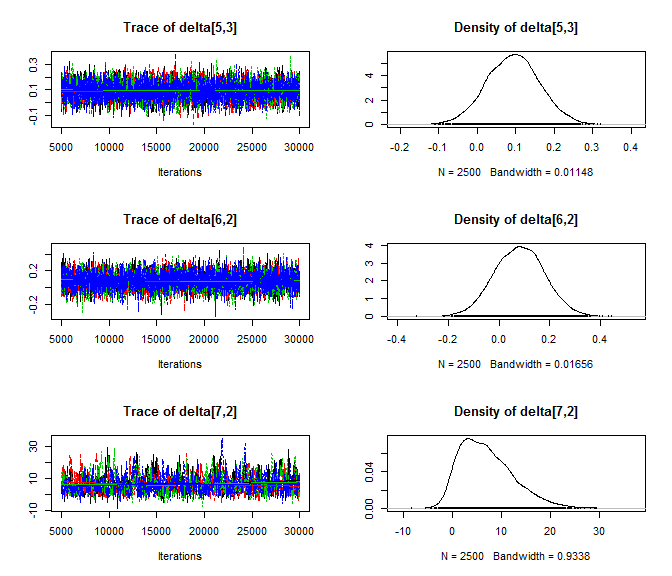 Trace of delta[5,3]
Density of delta[5,3]
-0.1 0.1 0.3
0 2 4
5000 10000 15000 20000 25000 30000
-0.2 0.0 0.1 0.2 0.3 0.4
Iterations
N = 2500 Bandwidth = 0.01148
Trace of delta[6,2]
Density of delta[6,2]
-0.2 0.2
0 1 2 3 4
5000 10000 15000 20000 25000 30000
-0.4 -0.2 0.0 0.2 0.4
Iterations
N = 2500 Bandwidth = 0.01656
Trace of delta[7,2]
Density of delta[7,2]
-10 10 30
0.00 0.04
5000 10000 15000 20000 25000 30000
-10 0 10 20 30
Iterations
N = 2500 Bandwidth = 0.9338